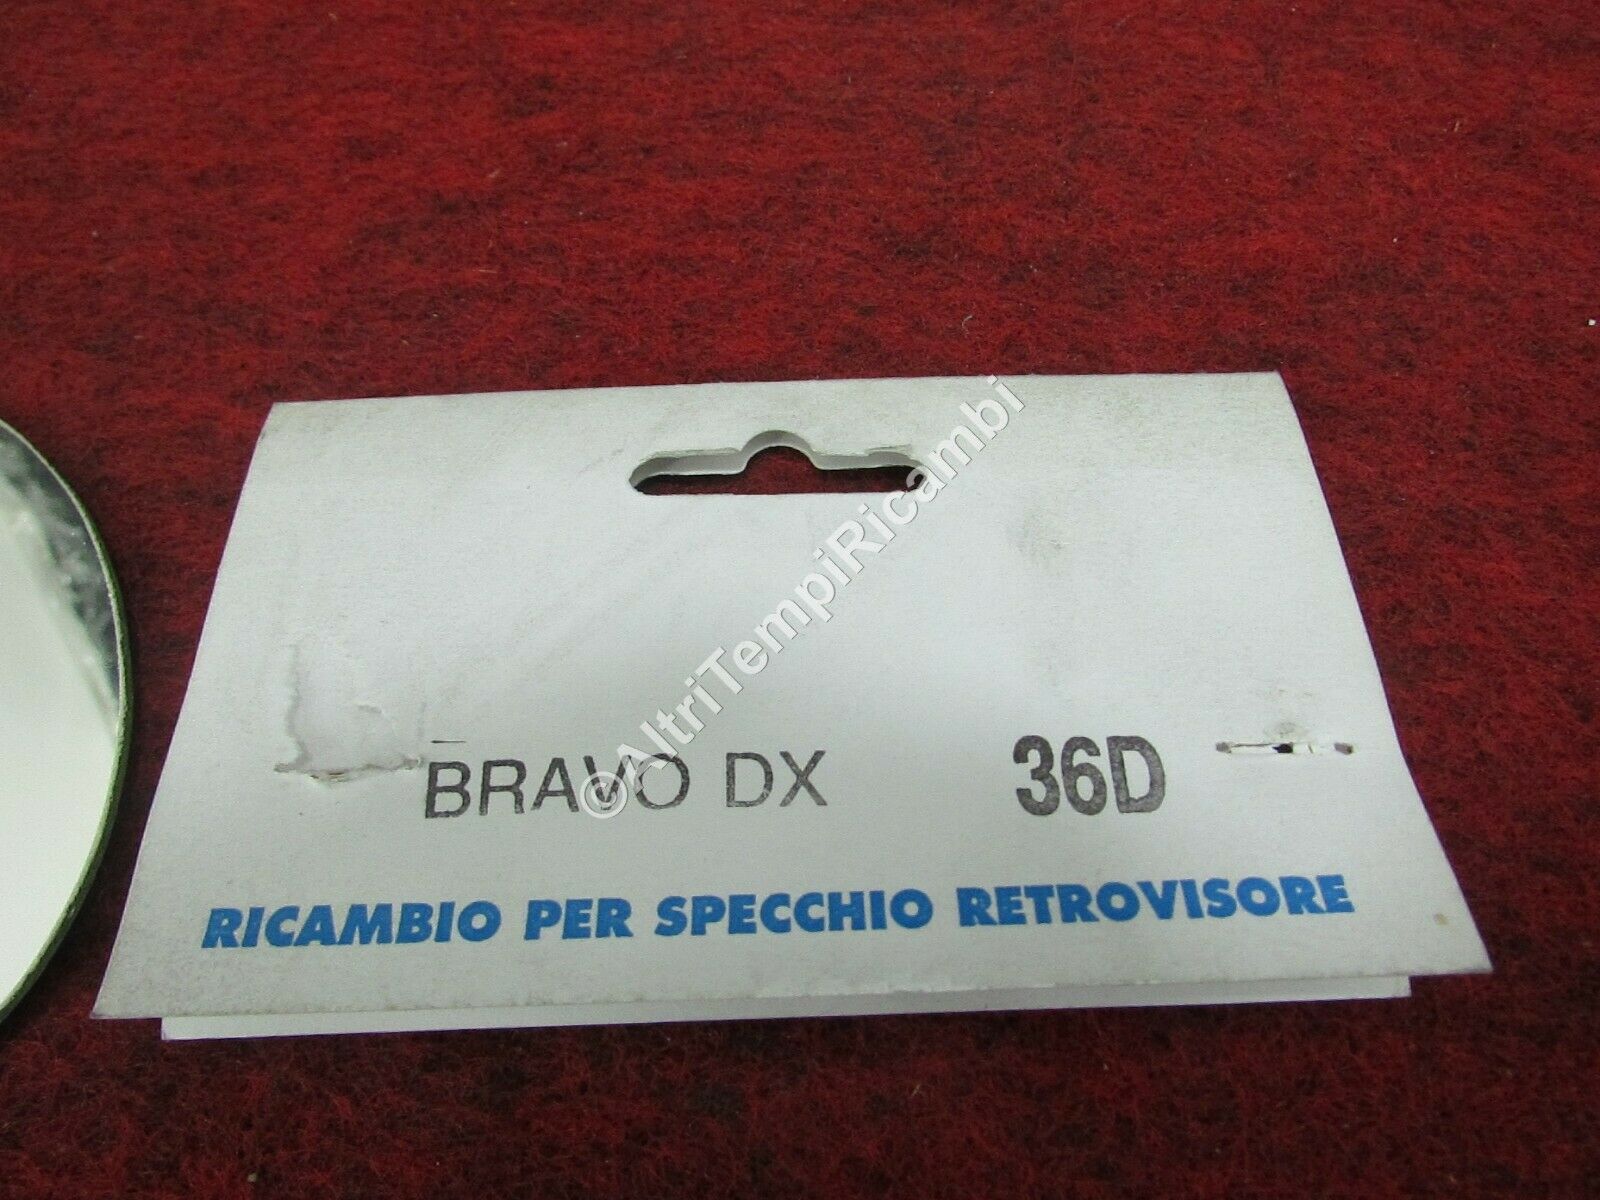 BRAVO DX 36D
RICAMBIO PER SPECCHIO RETROVISORE
©AltriTempiRicambi